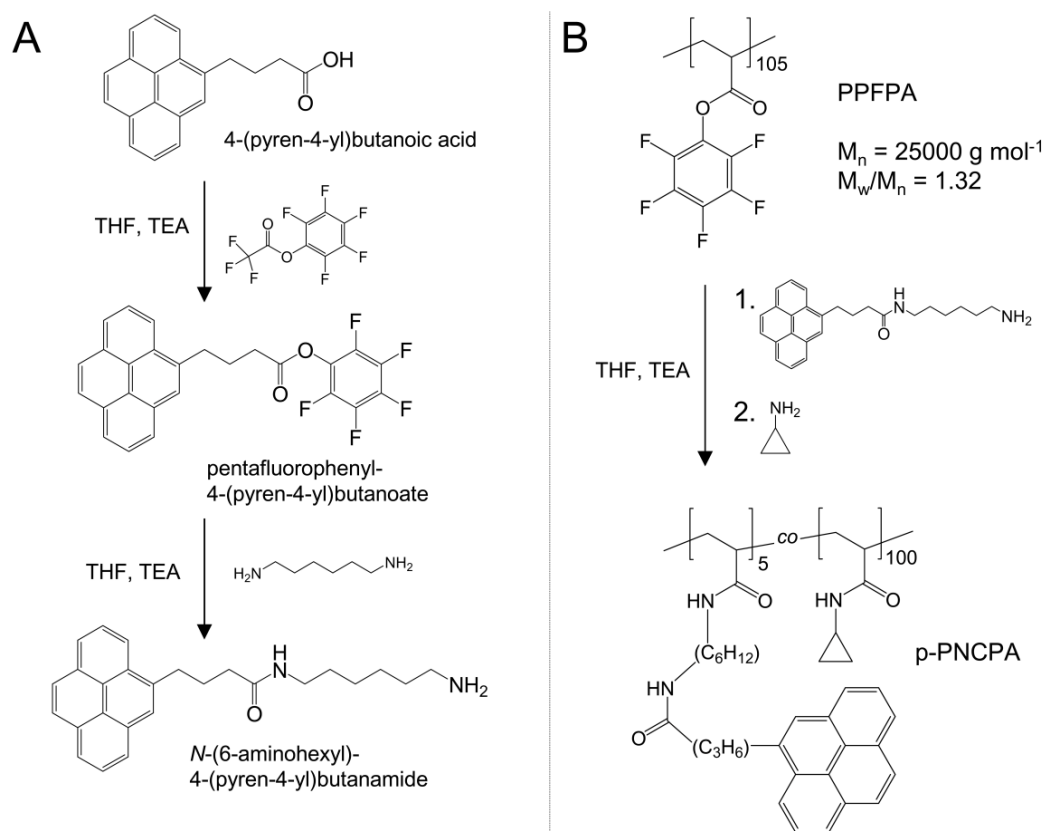 A
OH
O
4-(pyren-4-yl)butanoic acid
THF, TEA
F
F
F
O
O
F
F
F
F
F
O
O
F
F
F
F
F
pentafluorophenyl-
4-(pyren-4-yl)butanoate
THF, TEA
H2N
NH2
H
N
O
NH2
N-(6-aminohexyl)-
4-(pyren-4-yl)butanamide
B
105
O
O
F
F
F
F
F
PPFPA
Mn = 25000 g mol-1
Mw/Mn = 1.32
THF, TEA
1.
H
N
O
NH2
2.
NH2
5
co
100
HN
O
HN
O
(C6H12)
HN
O
(C3H6)
p-PNCPA